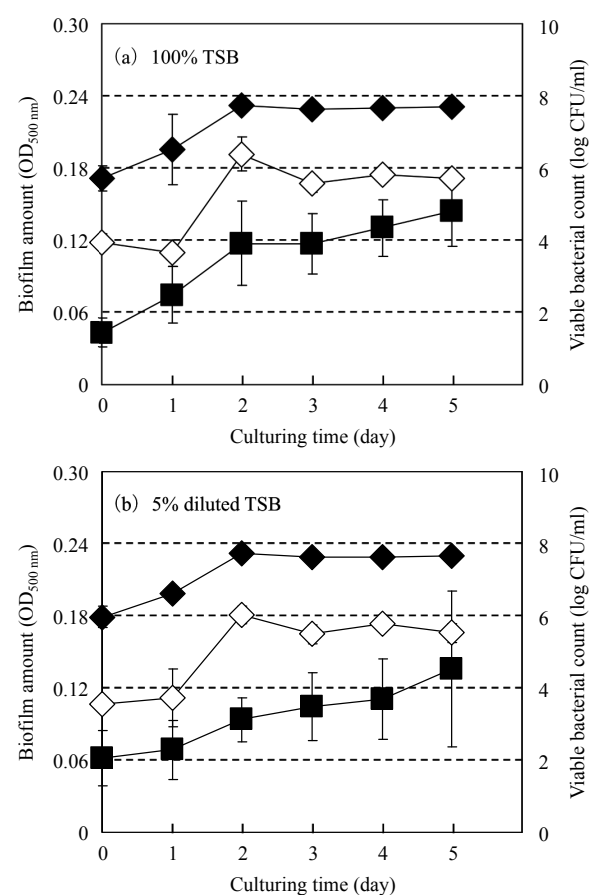 0.30
0.24
0.18
0.12
0.06
0
Biofilm amount (OD500 nm)
(a) 100% TSB
10
8
6
4
2
0
Viable bacterial count (log CFU/ml)
0 1 2 3 4 5
Culturing time (day)
0.30
0.24
0.18
0.12
0.06
0
Biofilm amount (OD500 nm)
(b) 5% diluted TSB
10
8
6
4
2
0
Viable bacterial count (log CFU/ml)
0 1 2 3 4 5
Culturing time (day)